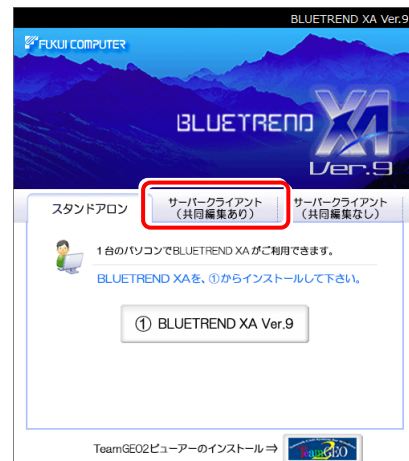 BLUETREND XA Ver.9
FUKUI COMPUTER
BLUETREND XA
Ver.9
スタンドアロン
サーバークライアント
（共同編集あり）
サーバークライアント
（共同編集なし）
1台のパソコンでBLUETREND XAがご利用できます。
BLUETREND XAを、①からインストールして下さい。
① BLUETREND XA Ver.9
TeamGEO2ビューアーのインストール⇒
TeamGEO